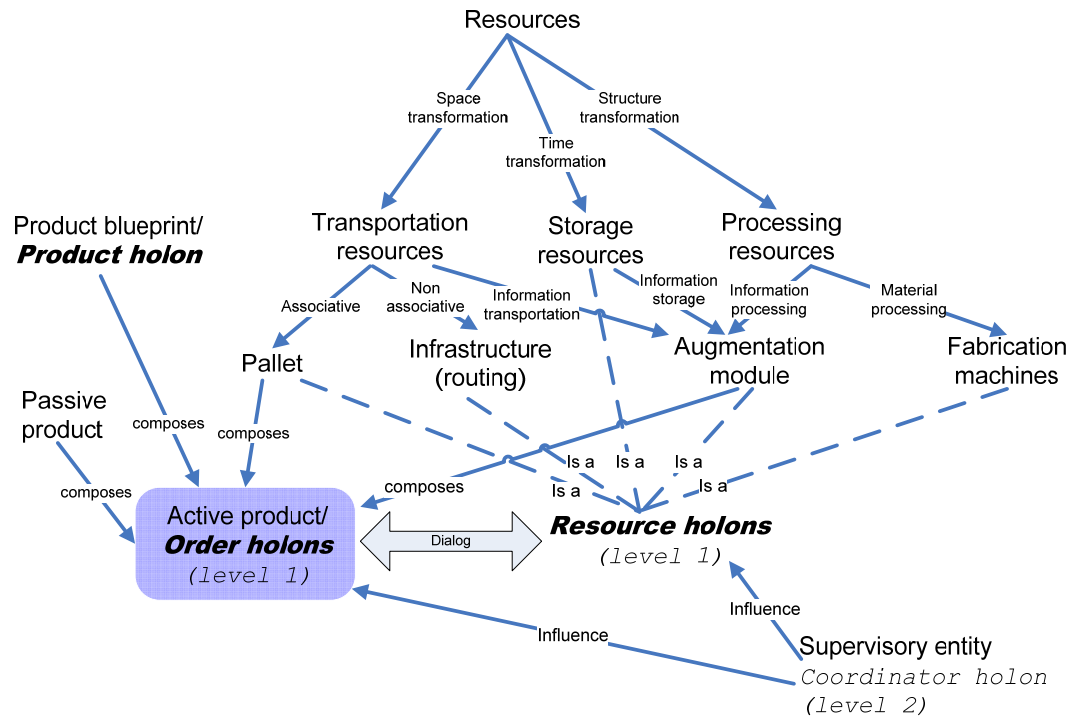 Resources
Space
transformation
Structure
transformation
Time
transformation
Product blueprint/
Product holon
Transportation
resources
Storage
resources
Processing
resources
Associative
Non
associative
Information
transportation
Information
storage
Information
processing
Material
processing
Pallet
Infrastructure
(routing)
Augmentation
module
Fabrication
machines
Passive
product
composes
composes
composes
composes
Is a
Is a
Is a
Is a
Is a
Active product/
Order holons
(level 1)
Dialog
Resource holons
(level 1)
Influence
Influence
Supervisory entity
Coordinator holon
(level 2)